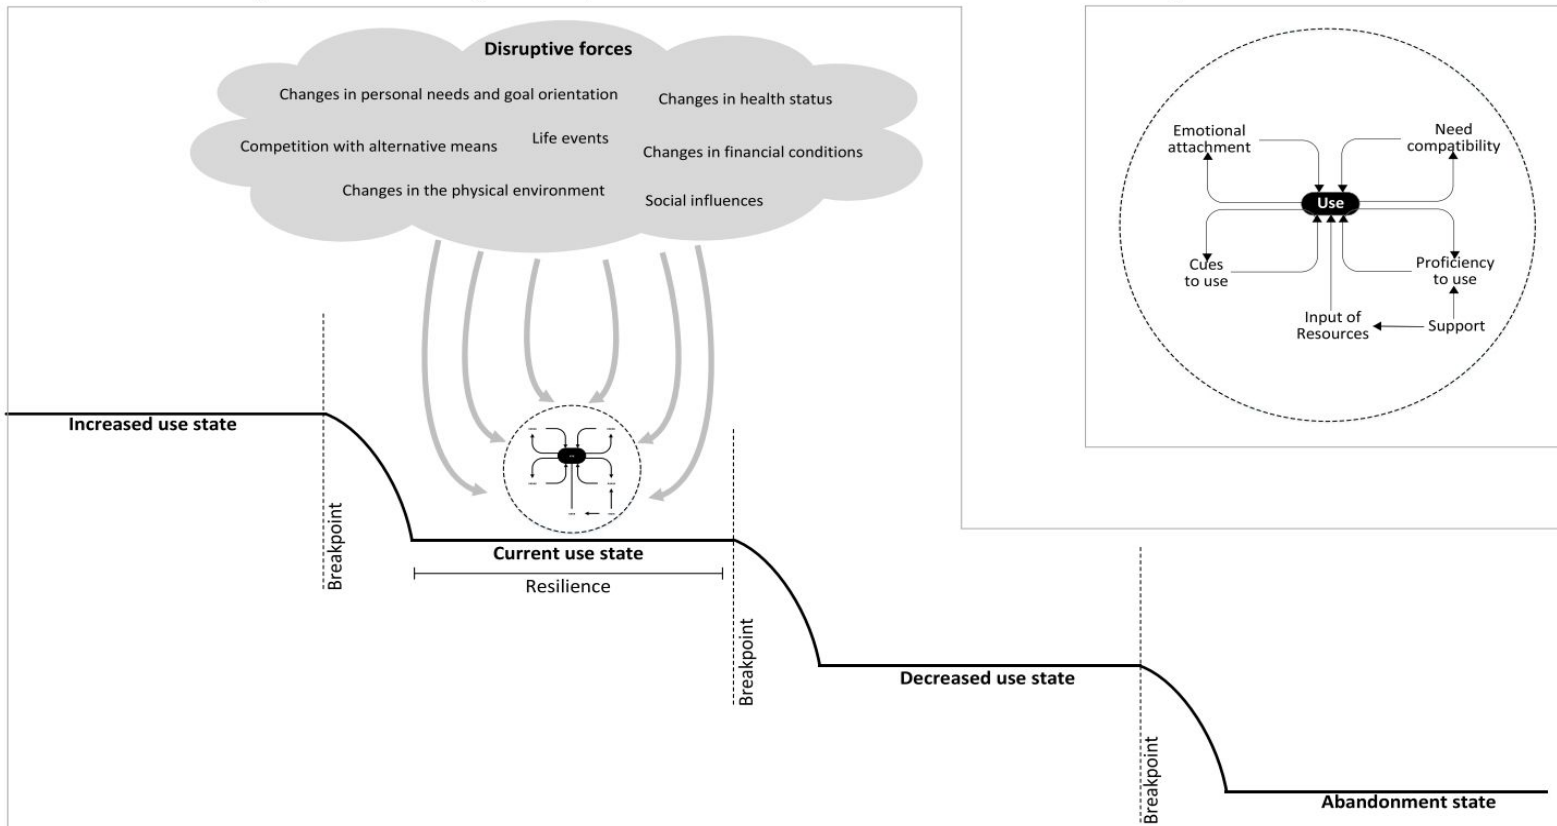 Disruptive forces
Changes in personal needs and goal orientation
Changes in health status
Competition with alternative means
Life events
Changes in financial conditions
Changes in the physical environment
Social influences
Increased use state
Breakpoint
Current use state
Resilience
Breakpoint
Decreased use state
Breakpoint
Abandonment state
Emotional
attachment
Need
compatibility
Use
Cues
to use
Proficiency
to use
Input of
Resources
Support